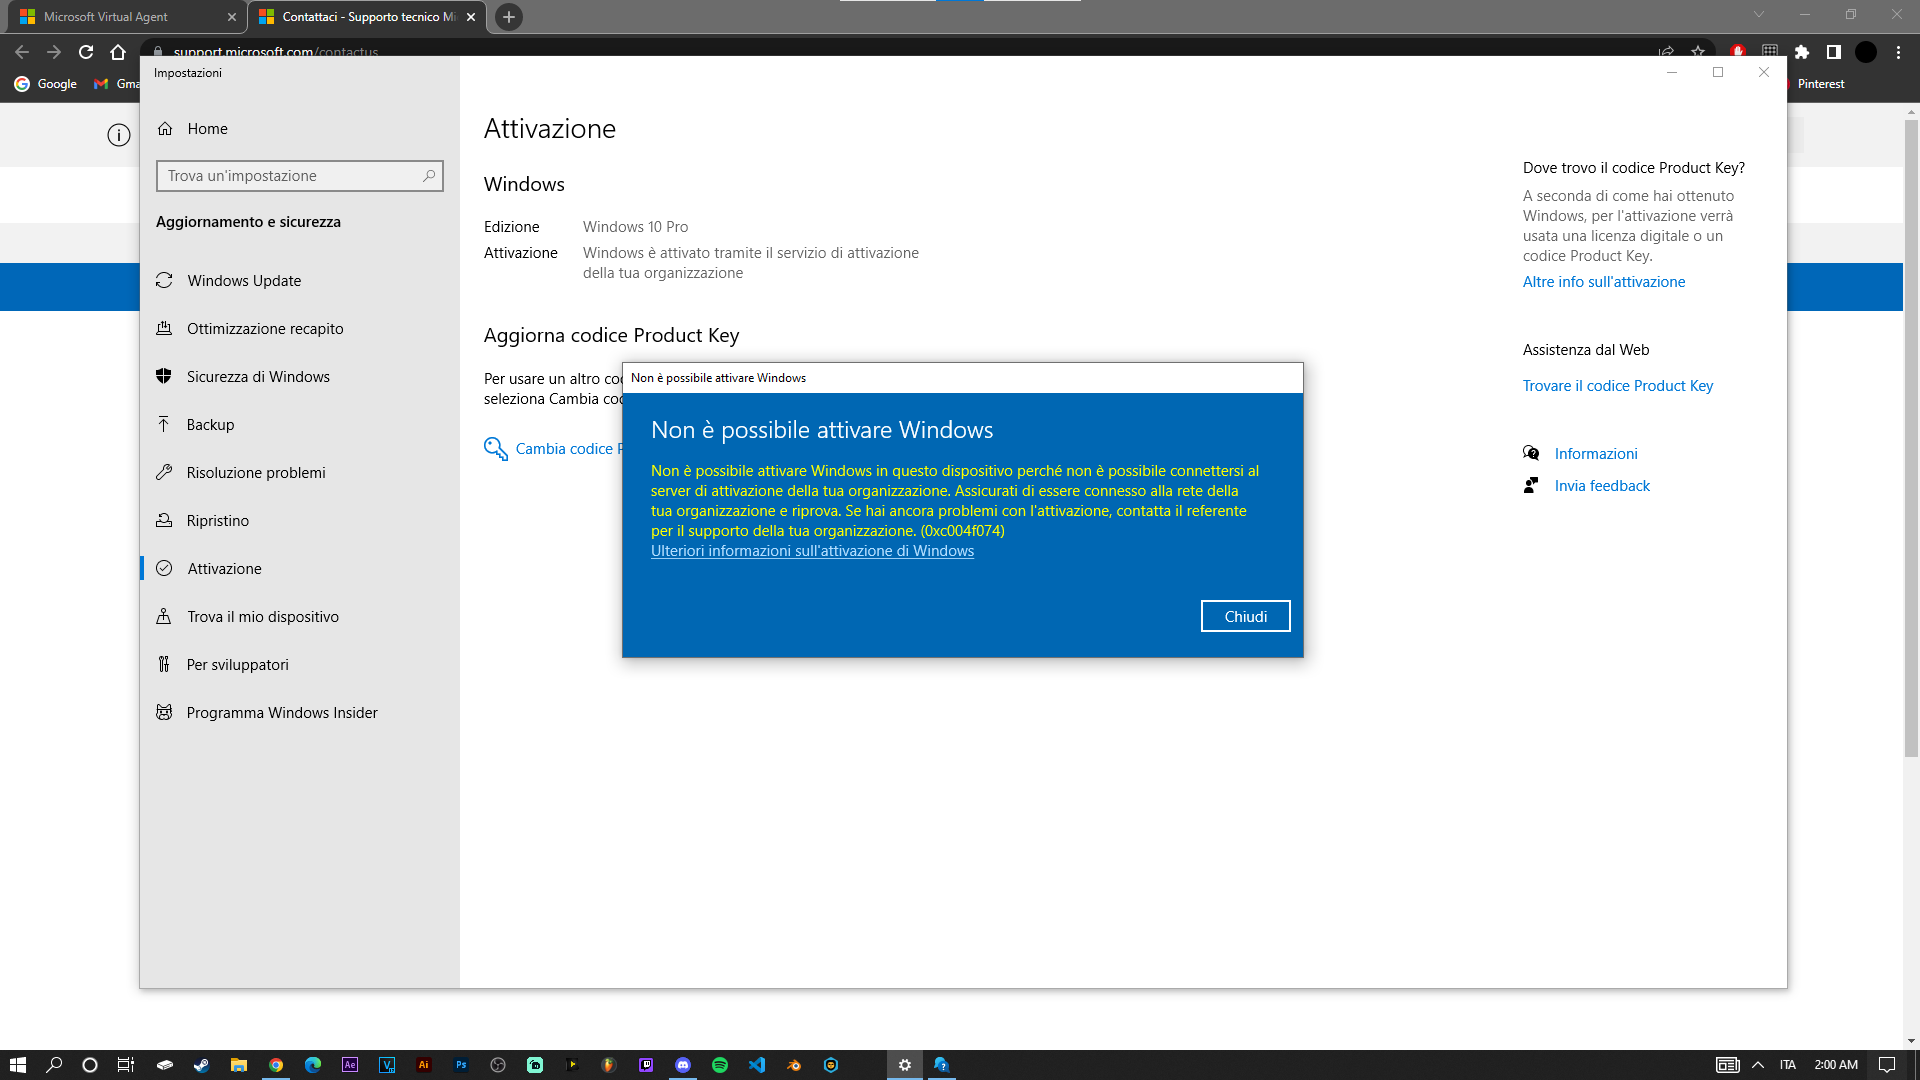 Microsoft Virtual Agent
Contattaci - Supporto tecnico Mi
support.microsoft.com/contactus
Google
Gma
Pinterest
Impostazioni
Home
Trova un'impostazione
Aggiornamento e sicurezza
Windows Update
Ottimizzazione recapito
Sicurezza di Windows
Backup
Risoluzione problemi
Ripristino
Attivazione
Trova il mio dispositivo
Per sviluppatori
Programma Windows Insider
Attivazione
Windows
Edizione Windows 10 Pro
Attivazione Windows è attivato tramite il servizio di attivazione
della tua organizzazione
Aggiorna codice Product Key
Per usare un altro cod
seleziona Cambia cod
Cambia codice P
Non è possibile attivare Windows
Non è possibile attivare Windows
Non è possibile attivare Windows in questo dispositivo perché non è possibile connettersi al
server di attivazione della tua organizzazione. Assicurati di essere connesso alla rete della
tua organizzazione e riprova. Se hai ancora problemi con l'attivazione, contatta il referente
per il supporto della tua organizzazione. (0xc004f074)
Ulteriori informazioni sull'attivazione di Windows
Chiudi
Dove trovo il codice Product Key?
A seconda di come hai ottenuto
Windows, per l'attivazione verrà
usata una licenza digitale o un
codice Product Key.
Altre info sull'attivazione
Assistenza dal Web
Trovare il codice Product Key
Informazioni
Invia feedback
Ae
V
Ai
Ps
ITA
2:00 AM